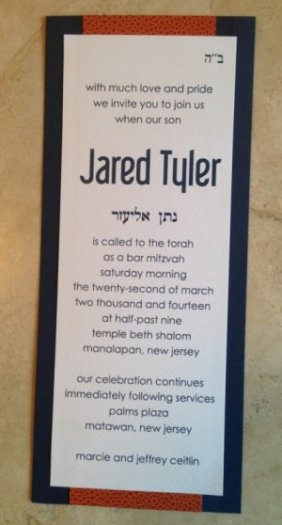 ב"ה
with much love and pride
we invite you to join us
when our son
Jared Tyler
נתן אליעזר
is called to the torah
as a bar mitzvah
saturday morning
the twenty-second of march
two thousand and fourteen
at half-past nine
temple beth shalom
manalapan, new jersey
our celebration continues
immediately following services
palms plaza
matawan, new jersey
marcie and jeffrey ceitlin